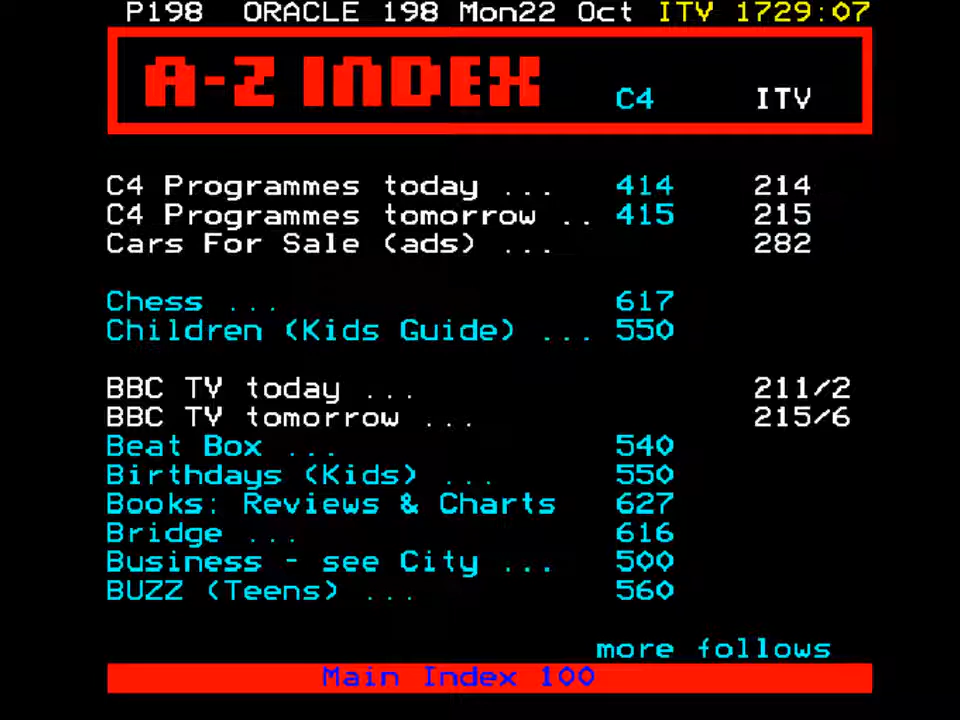 P198 ORACLE 198 Mon22 Oct ITV 1729:07
A-Z INDEX C4 ITV
C4 Programmes today ... 414 214
C4 Programmes tomorrow .. 415 215
Cars For Sale (ads) ... 282
Chess ... 617
Children (Kids Guide) ... 550
BBC TV today ... 211/2
BBC TV tomorrow ... 215/6
Beat Box ... 540
Birthdays (Kids) ... 550
Books: Reviews & Charts 627
Bridge ... 616
Business - see City ... 500
BUZZ (Teens) ... 560
more follows
Main Index 100